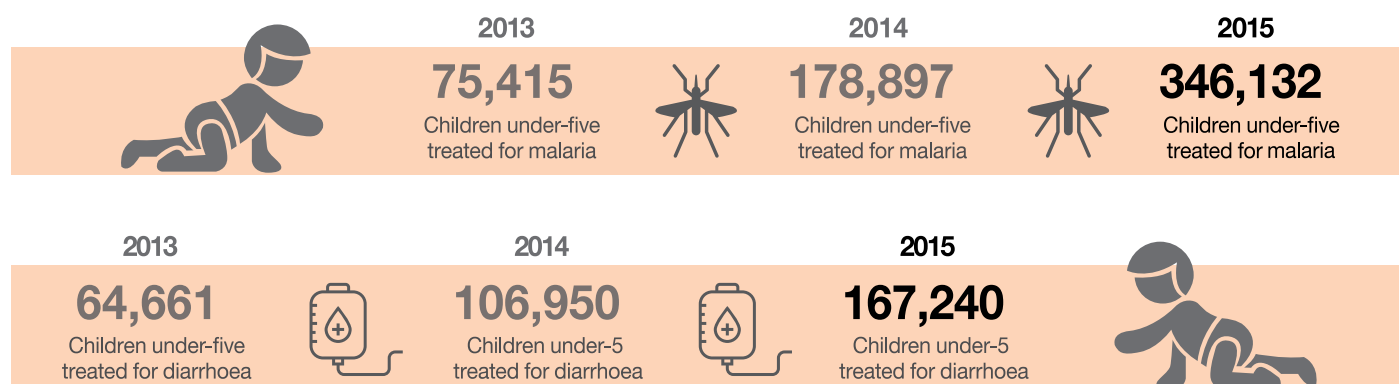 2013 2014 2015
75,415 178,897 346,132
Children under-five Children under-five Children under-five
treated for malaria treated for malaria treated for malaria
2013 2014 2015
64,661 106,950 167,240
Children under-five Children under-5 Children under-5
treated for diarrhoea treated for diarrhoea treated for diarrhoea